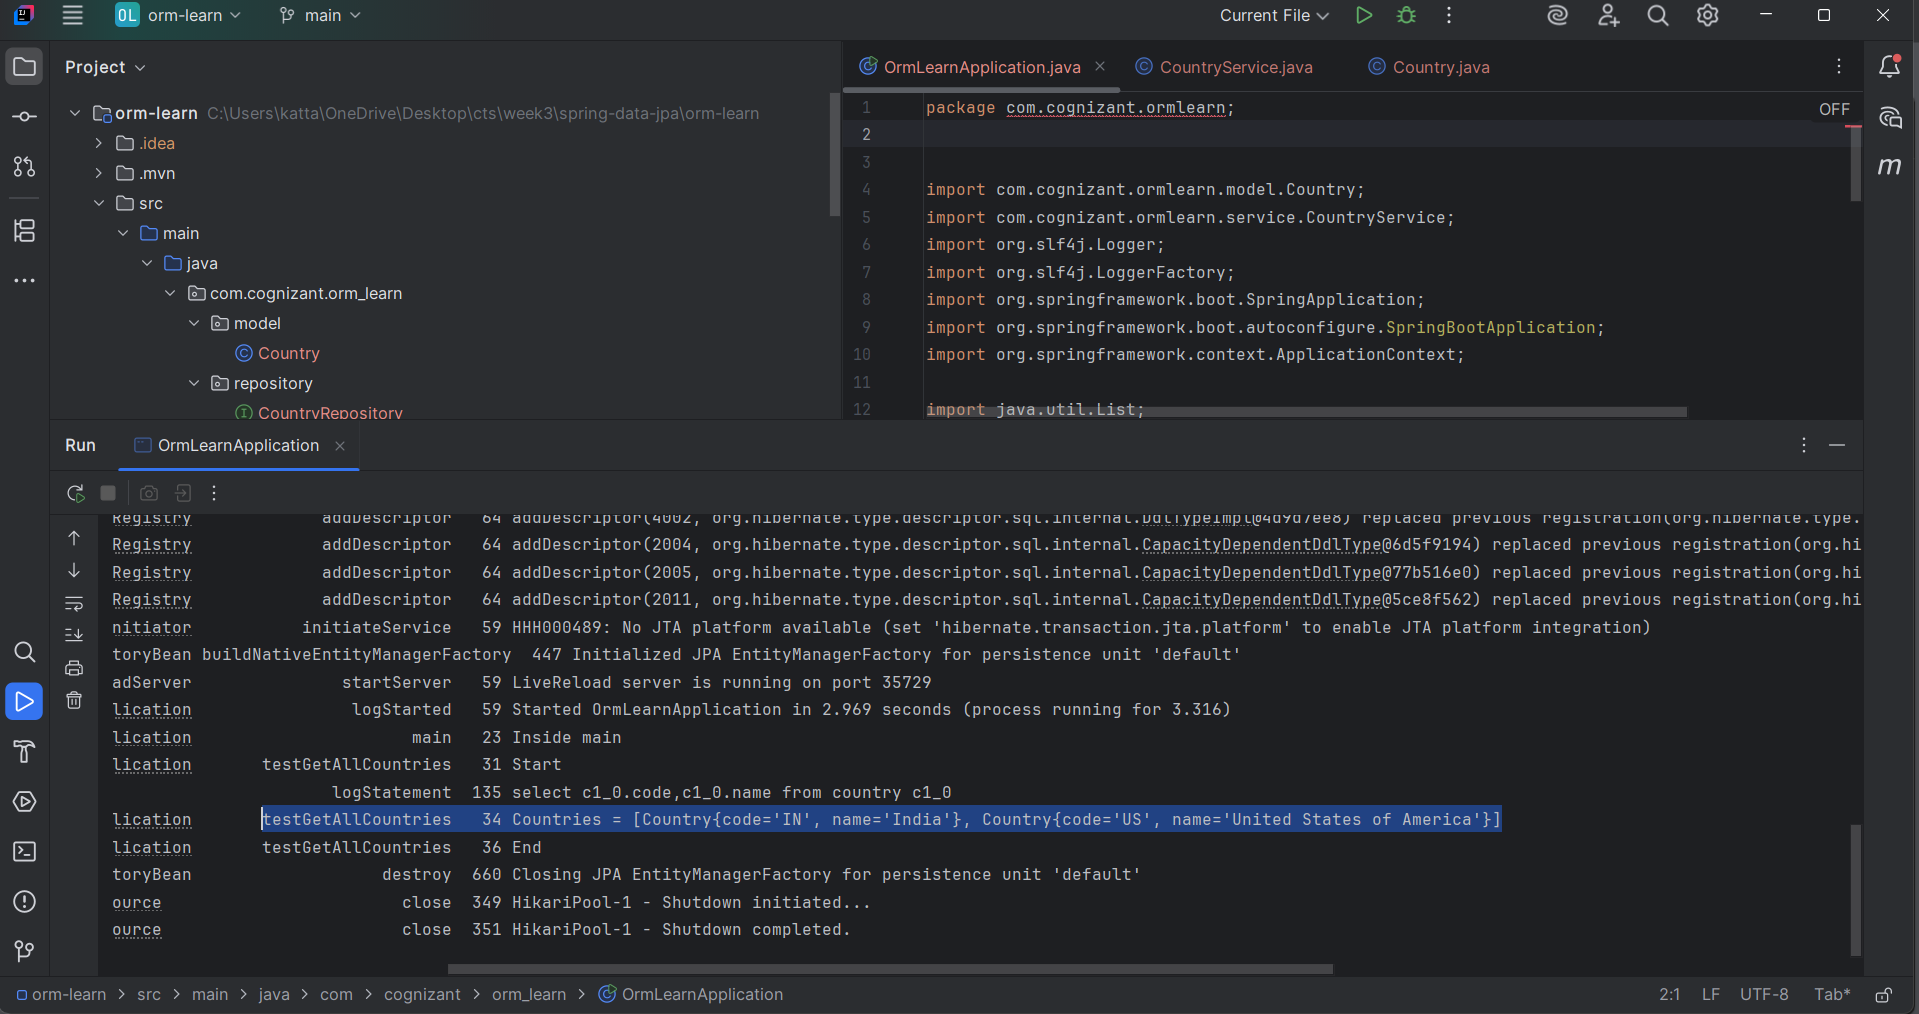 OL orm-learn main Current File
Project
orm-learn C:\Users\katta\OneDrive\Desktop\cts\week3\spring-data-jpa\orm-learn
.idea
.mvn
src
main
java
com.cognizant.orm_learn
model
Country
repository
CountryRepository
OrmLearnApplication.java CountryService.java Country.java
OFF
1 package com.cognizant.ormlearn;
2
3
4 import com.cognizant.ormlearn.model.Country;
5 import com.cognizant.ormlearn.service.CountryService;
6 import org.slf4j.Logger;
7 import org.slf4j.LoggerFactory;
8 import org.springframework.boot.SpringApplication;
9 import org.springframework.boot.autoconfigure.SpringBootApplication;
10 import org.springframework.context.ApplicationContext;
11
12 import java.util.List;
m
Run OrmLearnApplication
Registry addDescriptor 64 addDescriptor(4002, org.hibernate.type.descriptor.sql.internal.DdlTypeImpl@4d9d7ee8) replaced previous registration(org.hibernate.type.
Registry addDescriptor 64 addDescriptor(2004, org.hibernate.type.descriptor.sql.internal.CapacityDependentDdlType@6d5f9194) replaced previous registration(org.hi
Registry addDescriptor 64 addDescriptor(2005, org.hibernate.type.descriptor.sql.internal.CapacityDependentDdlType@77b516e0) replaced previous registration(org.hi
Registry addDescriptor 64 addDescriptor(2011, org.hibernate.type.descriptor.sql.internal.CapacityDependentDdlType@5ce8f562) replaced previous registration(org.hi
nitiator initiateService 59 HHH000489: No JTA platform available (set 'hibernate.transaction.jta.platform' to enable JTA platform integration)
toryBean buildNativeEntityManagerFactory 447 Initialized JPA EntityManagerFactory for persistence unit 'default'
adServer startServer 59 LiveReload server is running on port 35729
lication logStarted 59 Started OrmLearnApplication in 2.969 seconds (process running for 3.316)
lication main 23 Inside main
lication testGetAllCountries 31 Start
logStatement 135 select c1_0.code,c1_0.name from country c1_0
lication testGetAllCountries 34 Countries = [Country{code='IN', name='India'}, Country{code='US', name='United States of America'}]
lication testGetAllCountries 36 End
toryBean destroy 660 Closing JPA EntityManagerFactory for persistence unit 'default'
ource close 349 HikariPool-1 - Shutdown initiated...
ource close 351 HikariPool-1 - Shutdown completed.
orm-learn > src > main > java > com > cognizant > orm_learn > OrmLearnApplication 2:1 LF UTF-8 Tab*